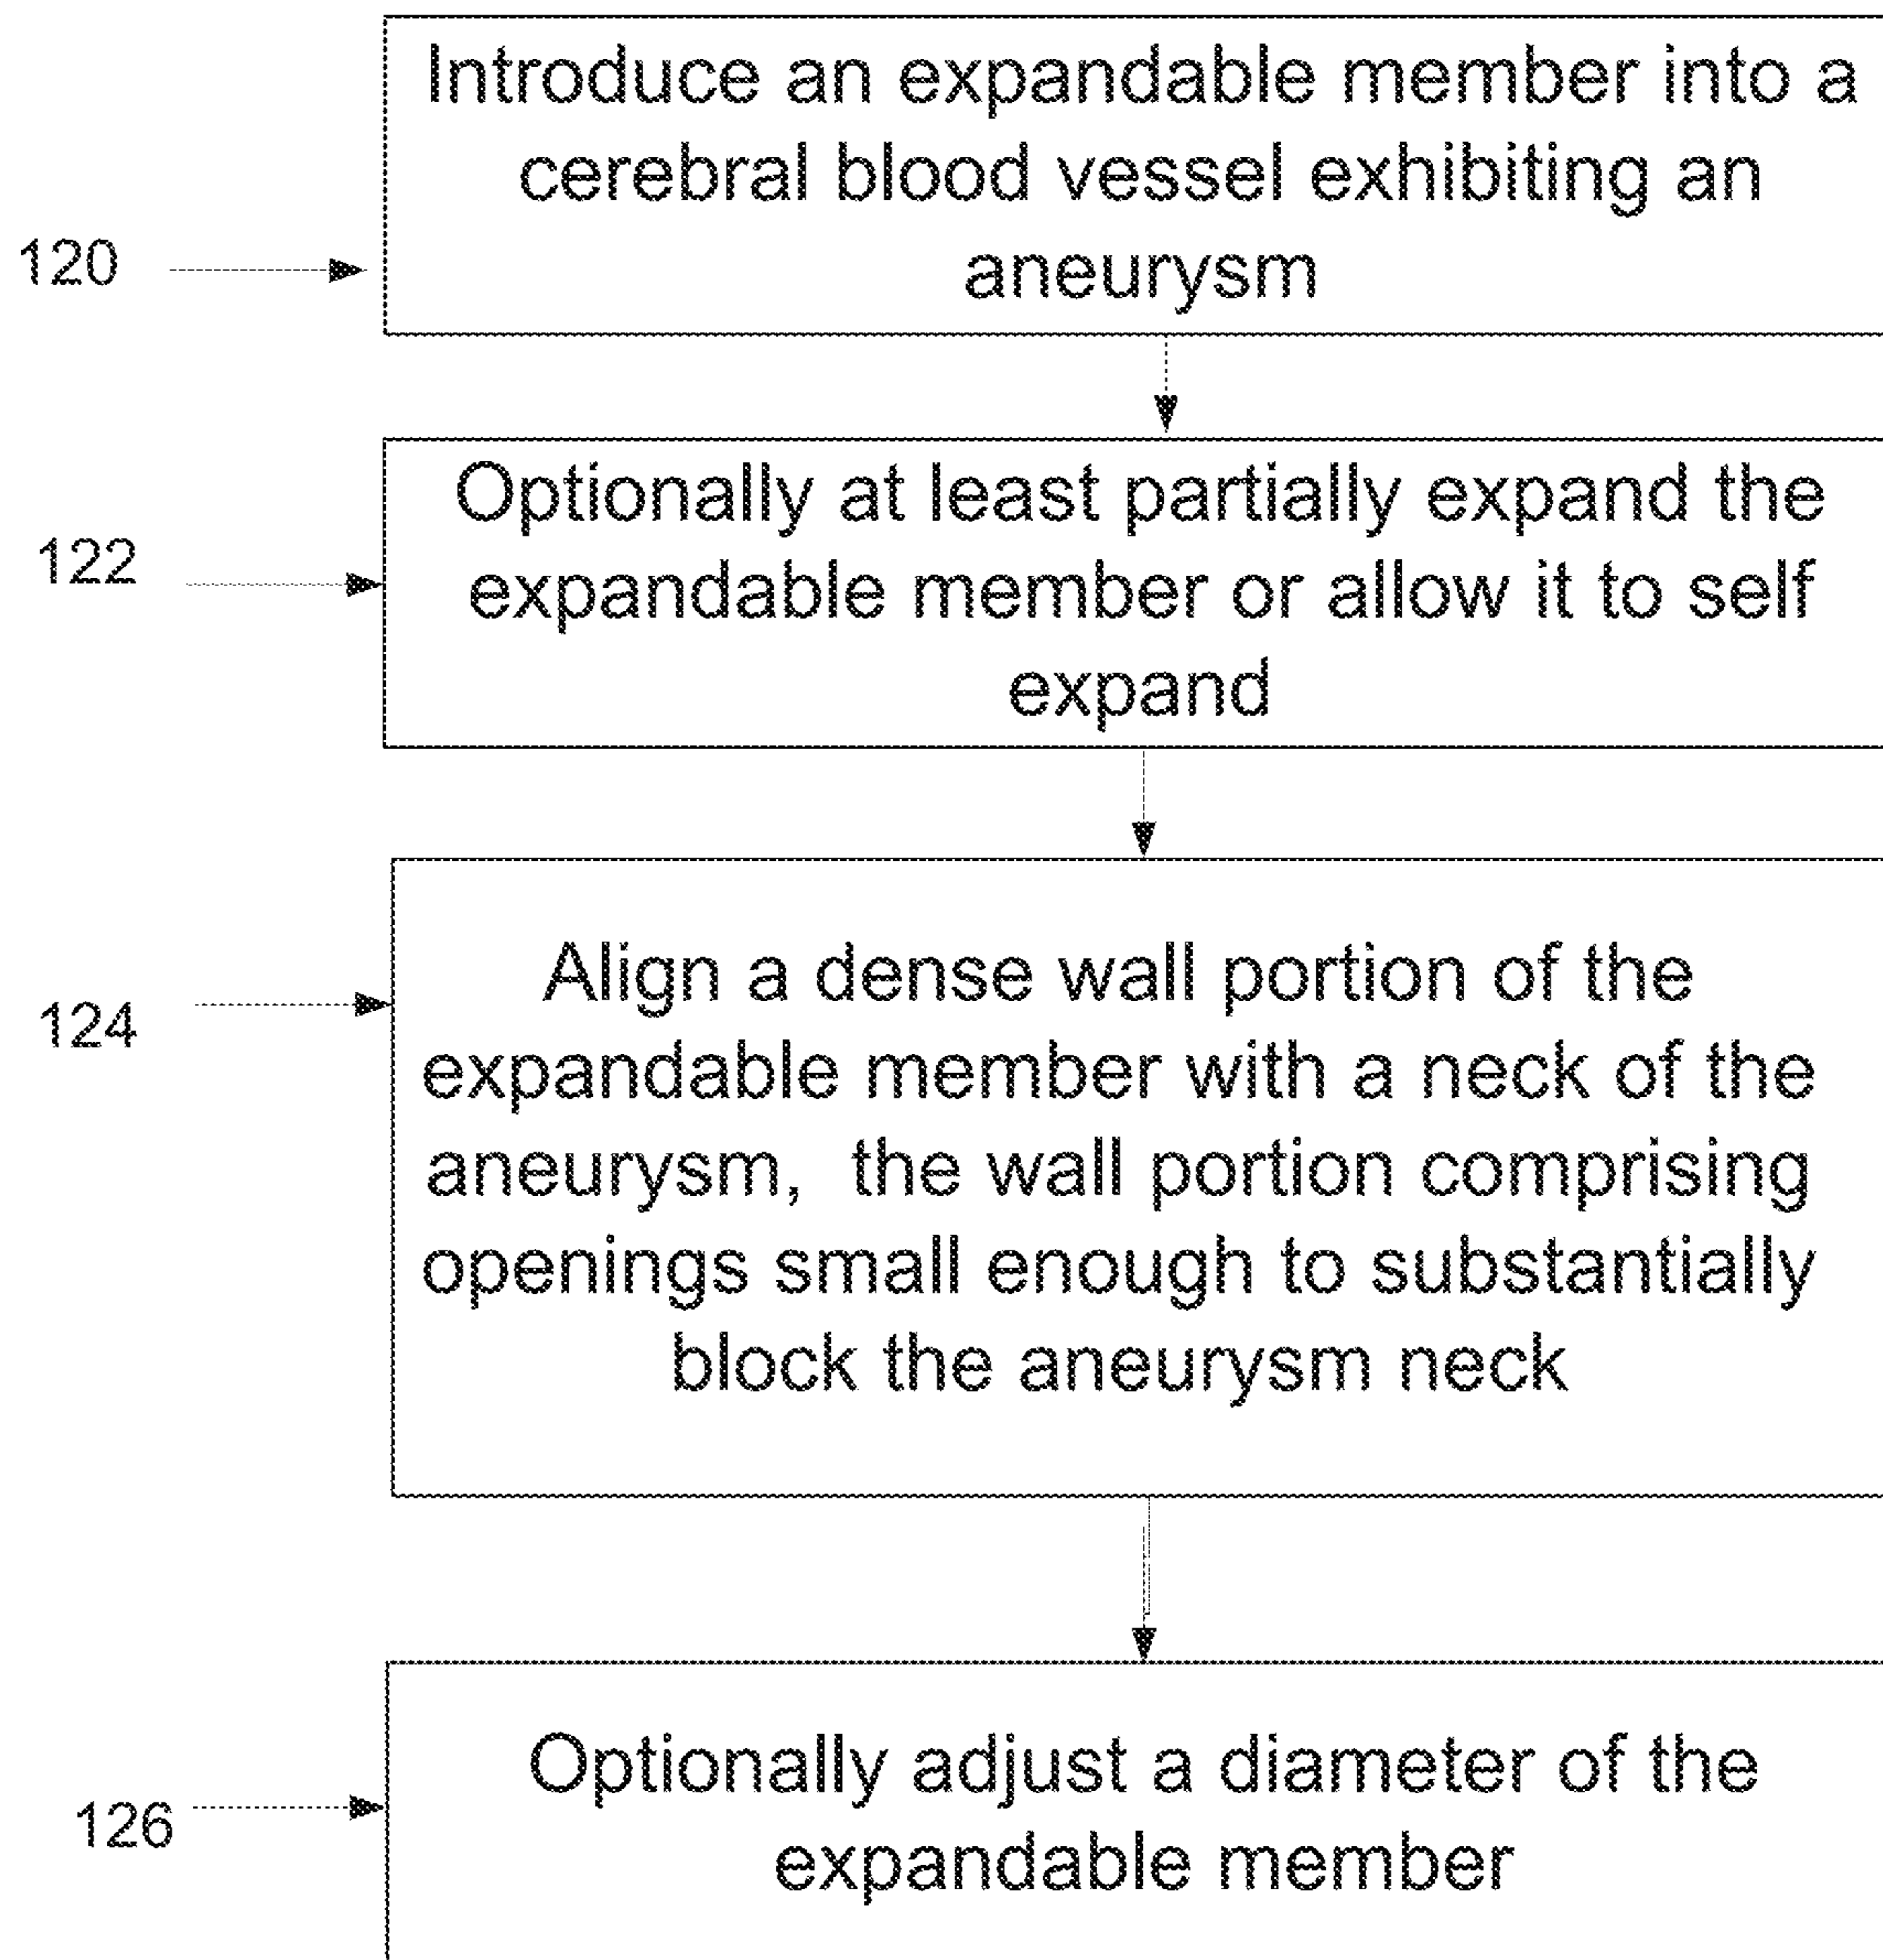 Introduce an expandable member into a
cerebral blood vessel exhibiting an
aneurysm
120
Optionally at least partially expand the
expandable member or allow it to self
expand
122
Align a dense wall portion of the
expandable member with a neck of the
aneurysm, the wall portion comprising
openings small enough to substantially
block the aneurysm neck
124
Optionally adjust a diameter of the
expandable member
126